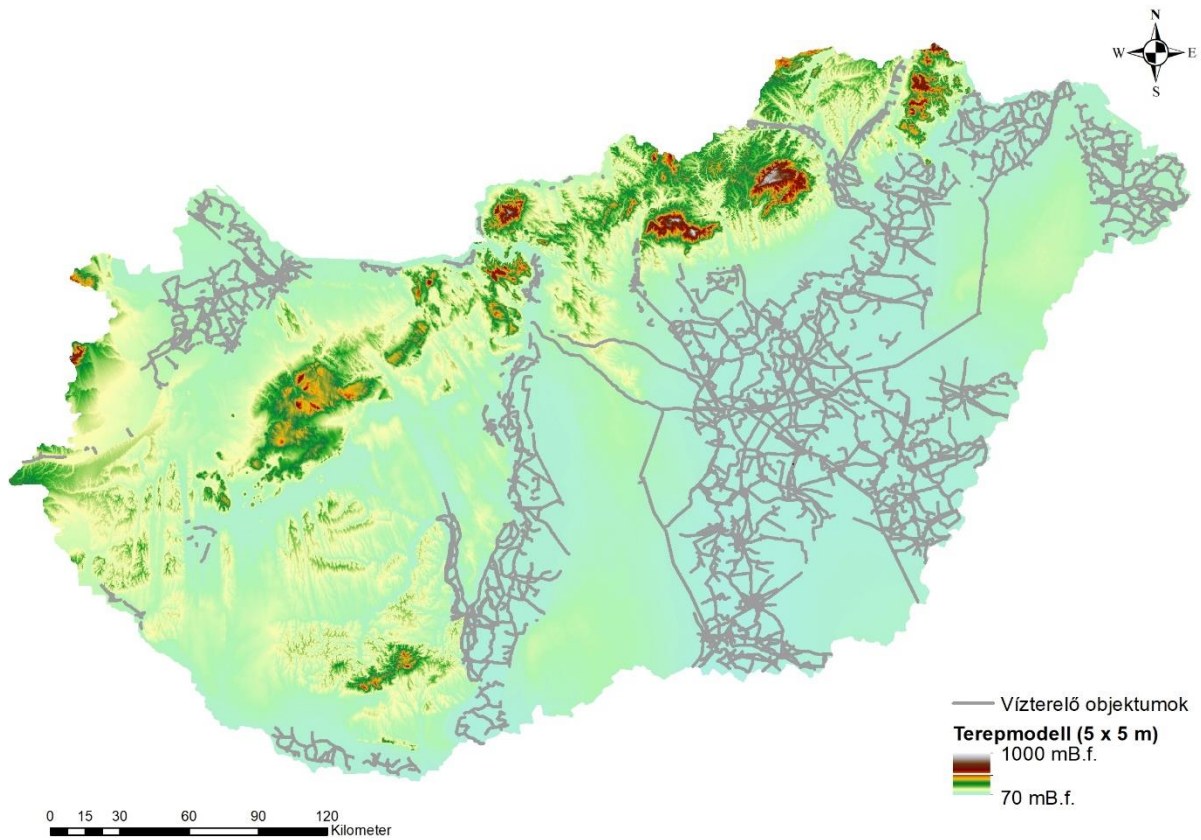 N
W E
S
Vízterelő objektumok
Terepmodell (5 x 5 m)
1000 mB.f.
70 mB.f.
0 15 30 60 90 120
Kilometer